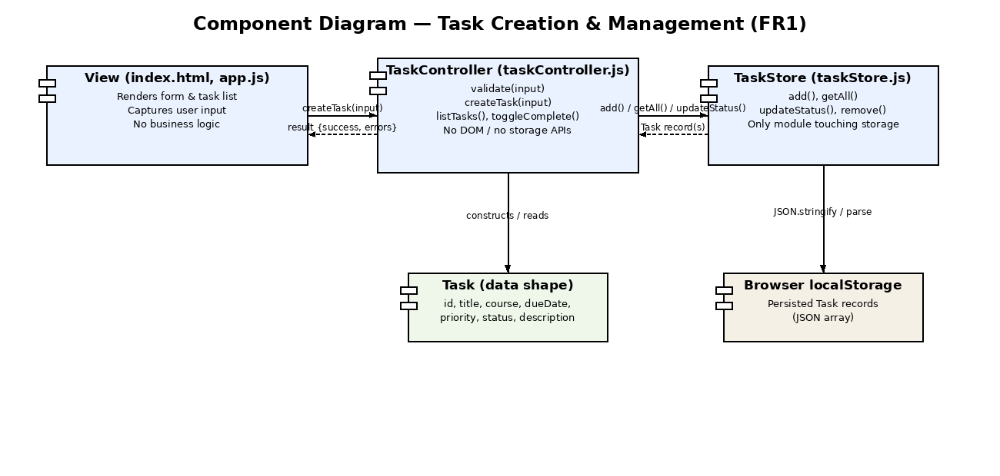 Component Diagram — Task Creation & Management (FR1)
View (index.html, app.js)
Renders form & task list
Captures user input
No business logic
createTask(input)
result {success, errors}
TaskController (taskController.js)
validate(input)
createTask(input)
listTasks(), toggleComplete()
No DOM / no storage APIs
add() / getAll() / updateStatus()
Task record(s)
TaskStore (taskStore.js)
add(), getAll()
updateStatus(), remove()
Only module touching storage
constructs / reads
JSON.stringify / parse
Task (data shape)
id, title, course, dueDate,
priority, status, description
Browser localStorage
Persisted Task records
(JSON array)